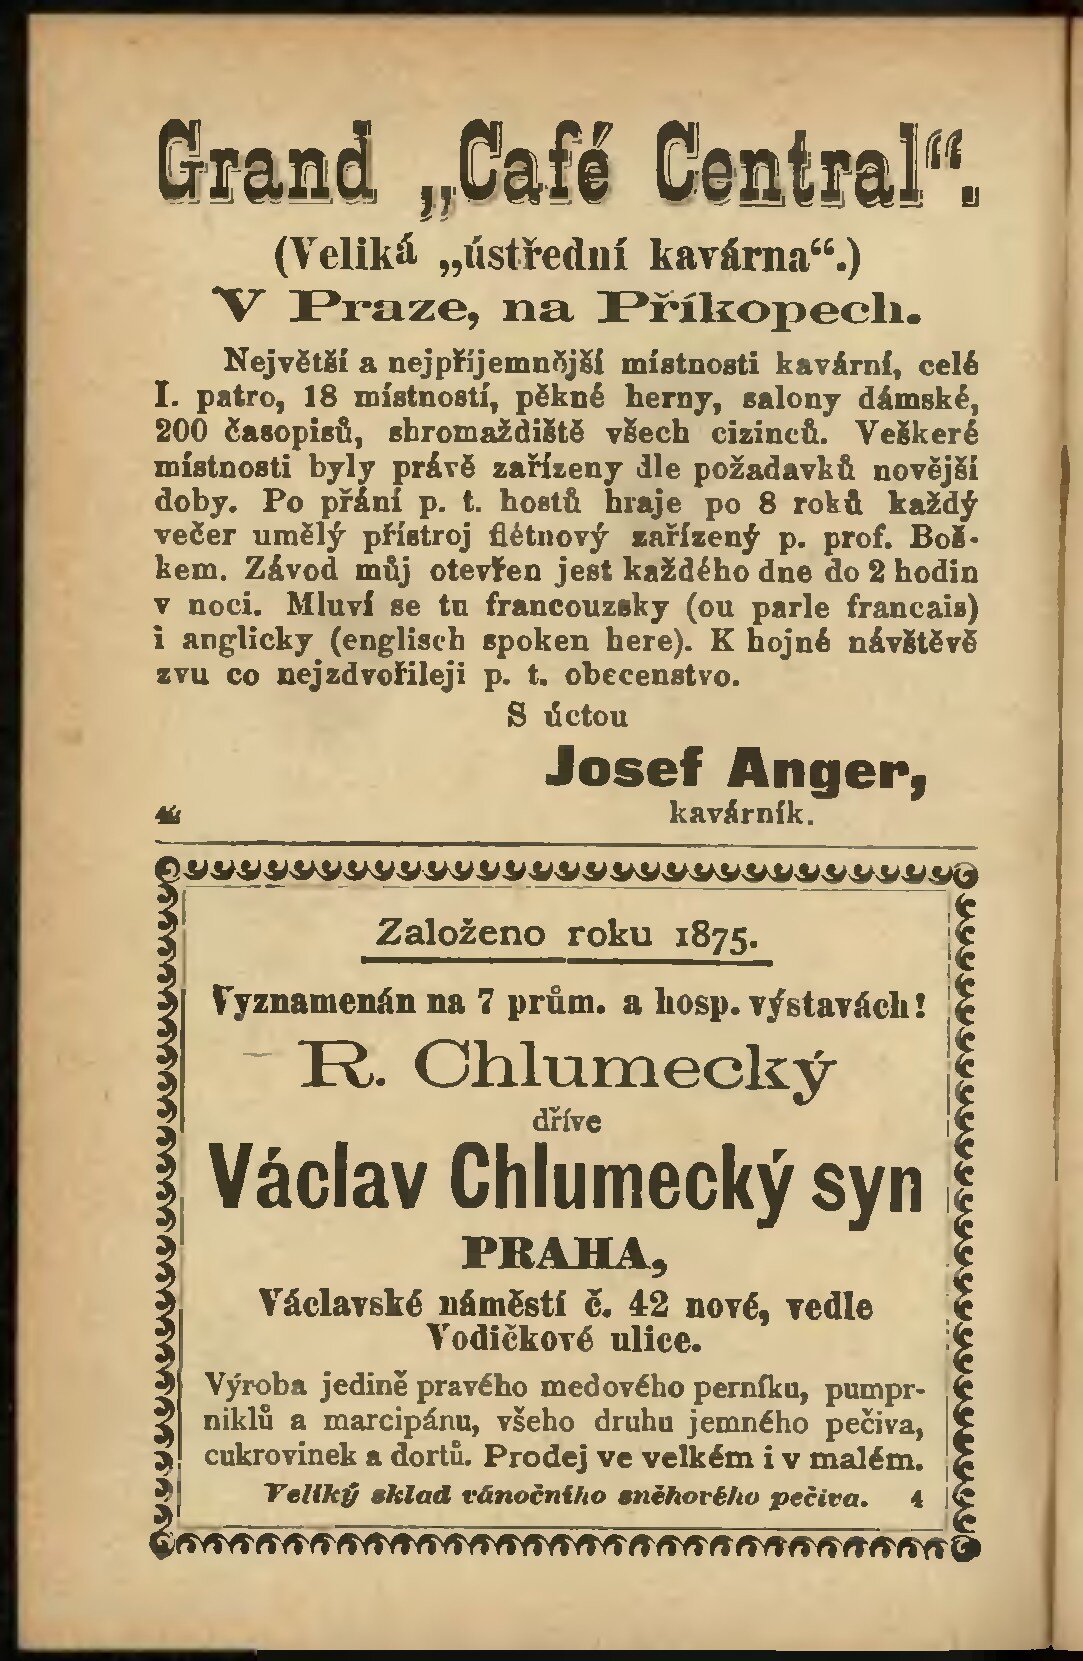 Grand „Café Central“.
(Veliká „ústřední kavárna“.)
V Praze, na Příkopech.
Největší a nejpříjemnější místnosti kavární, celé
I. patro, 18 místností, pěkné herny, salony dámské,
200 časopisů, shromaždiště všech cizinců. Veškeré
místnosti byly právě zařízeny dle požadavků novější
doby. Po přání p. t. hostů hraje po 8 roků každý
večer umělý přístroj flétnový zařízený p. prof. Boš-
kem. Závod můj otevřen jest každého dne do 2 hodin
v noci. Mluví se tu francouzsky (ou parle francais)
i anglicky (englisch spoken here). K hojné návštěvě
zvu co nejzdvořileji p. t. obecenstvo.
S úctou
Josef Anger,
kavárník.
Založeno roku 1875.
Vyznamenán na 7 prům. a hosp. výstavách!
R. Chlumecký
dříve
Václav Chlumecký syn
PRAHA,
Václavské náměstí č. 42 nové, vedle
Vodičkové ulice.
Výroba jedině pravého medového perníku, pumpr-
niklů a marcipánu, všeho druhu jemného pečiva,
cukrovinek a dortů. Prodej ve velkém i v malém.
Veliký sklad vánočního sněhového pečiva. 4